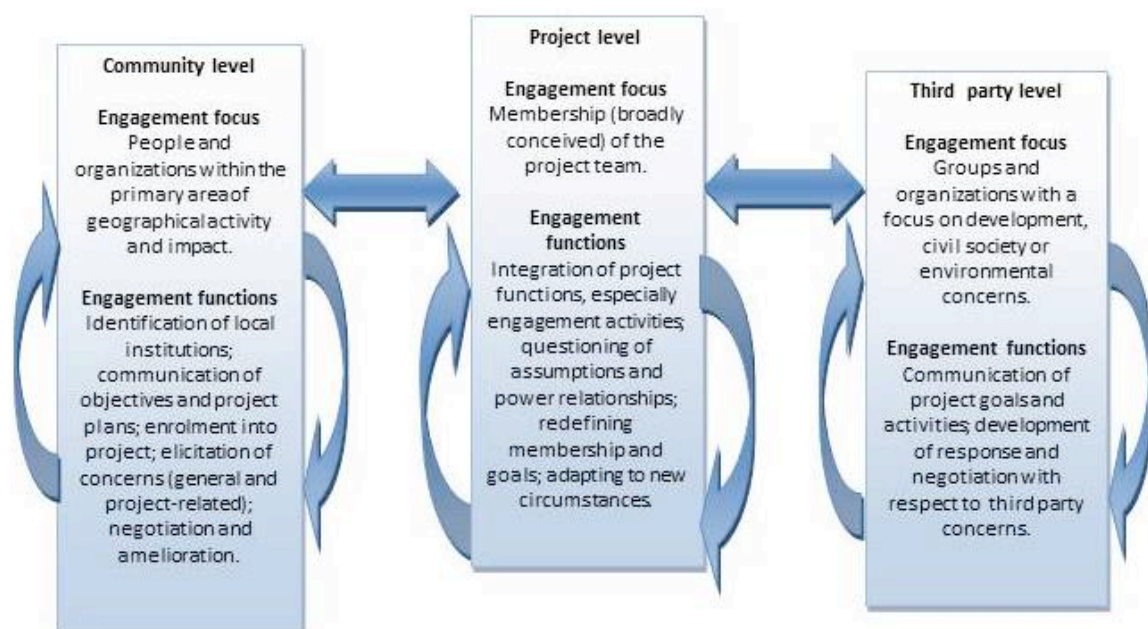 Community level
Engagement focus
People and
organizations within the
primary area of
geographical activity
and impact.
Engagement functions
Identification of local
institutions;
communication of
objectives and project
plans; enrolment into
project; elicitation of
concerns (general and
project-related);
negotiation and
amelioration.
Project level
Engagement focus
Membership (broadly
conceived) of the
project team.
Engagement
functions
Integration of project
functions, especially
engagement activities;
questioning of
assumptions and
power relationships;
redefining
membership and
goals; adapting to new
circumstances.
Third party level
Engagement focus
Groups and
organizations with a
focus on development,
civil society or
environmental
concerns.
Engagement functions
Communication of
project goals and
activities; development
of response and
negotiation with
respect to third party
concerns.